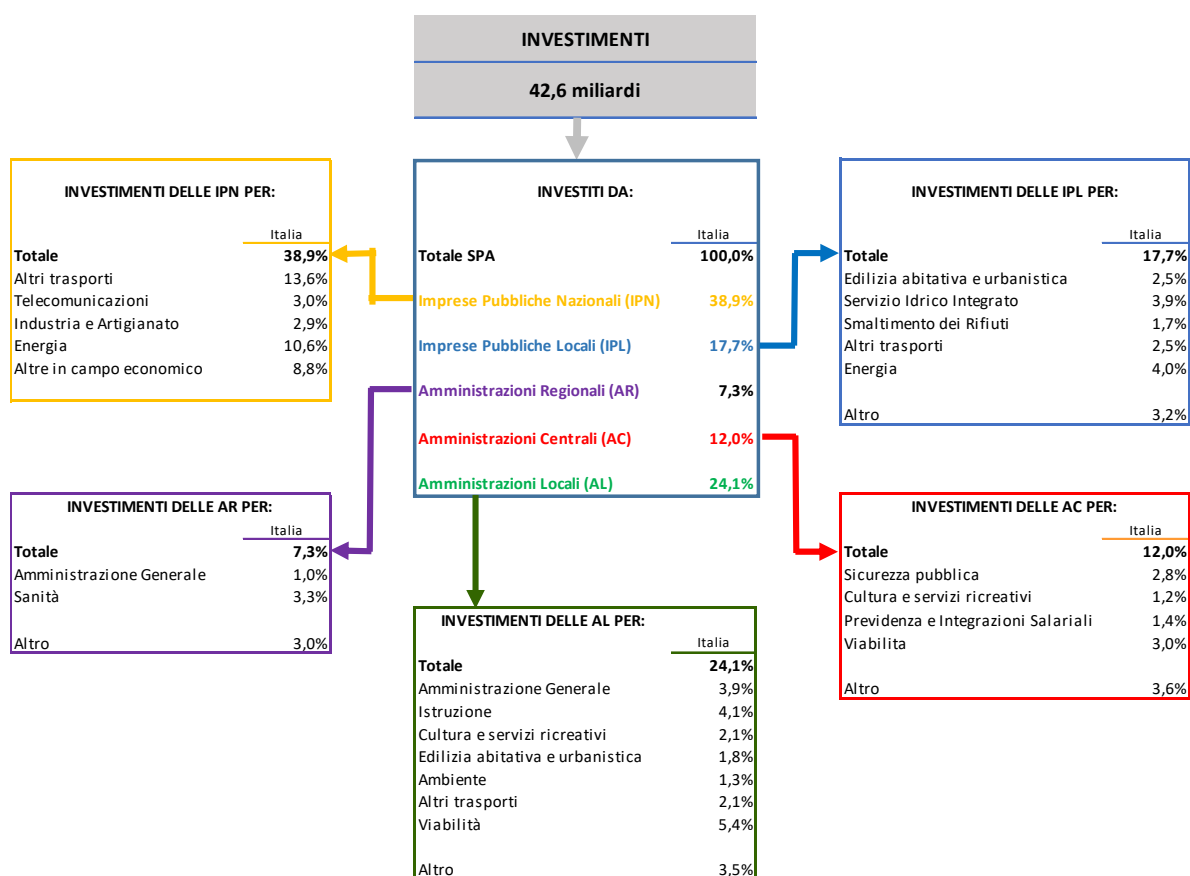 INVESTIMENTI
42,6 miliardi
INVESTIMENTI DELLE IPN PER:
Italia
Totale 38,9%
Altri trasporti 13,6%
Telecomunicazioni 3,0%
Industria e Artigianato 2,9%
Energia 10,6%
Altre in campo economico 8,8%
INVESTITI DA:
Italia
Totale SPA 100,0%
Imprese Pubbliche Nazionali (IPN) 38,9%
Imprese Pubbliche Locali (IPL) 17,7%
Amministrazioni Regionali (AR) 7,3%
Amministrazioni Centrali (AC) 12,0%
Amministrazioni Locali (AL) 24,1%
INVESTIMENTI DELLE IPL PER:
Italia
Totale 17,7%
Edilizia abitativa e urbanistica 2,5%
Servizio Idrico Integrato 3,9%
Smaltimento dei Rifiuti 1,7%
Altri trasporti 2,5%
Energia 4,0%
Altro 3,2%
INVESTIMENTI DELLE AR PER:
Italia
Totale 7,3%
Amministrazione Generale 1,0%
Sanità 3,3%
Altro 3,0%
INVESTIMENTI DELLE AL PER:
Italia
Totale 24,1%
Amministrazione Generale 3,9%
Istruzione 4,1%
Cultura e servizi ricreativi 2,1%
Edilizia abitativa e urbanistica 1,8%
Ambiente 1,3%
Altri trasporti 2,1%
Viabilità 5,4%
Altro 3,5%
INVESTIMENTI DELLE AC PER:
Italia
Totale 12,0%
Sicurezza pubblica 2,8%
Cultura e servizi ricreativi 1,2%
Previdenza e Integrazioni Salariali 1,4%
Viabilita 3,0%
Altro 3,6%